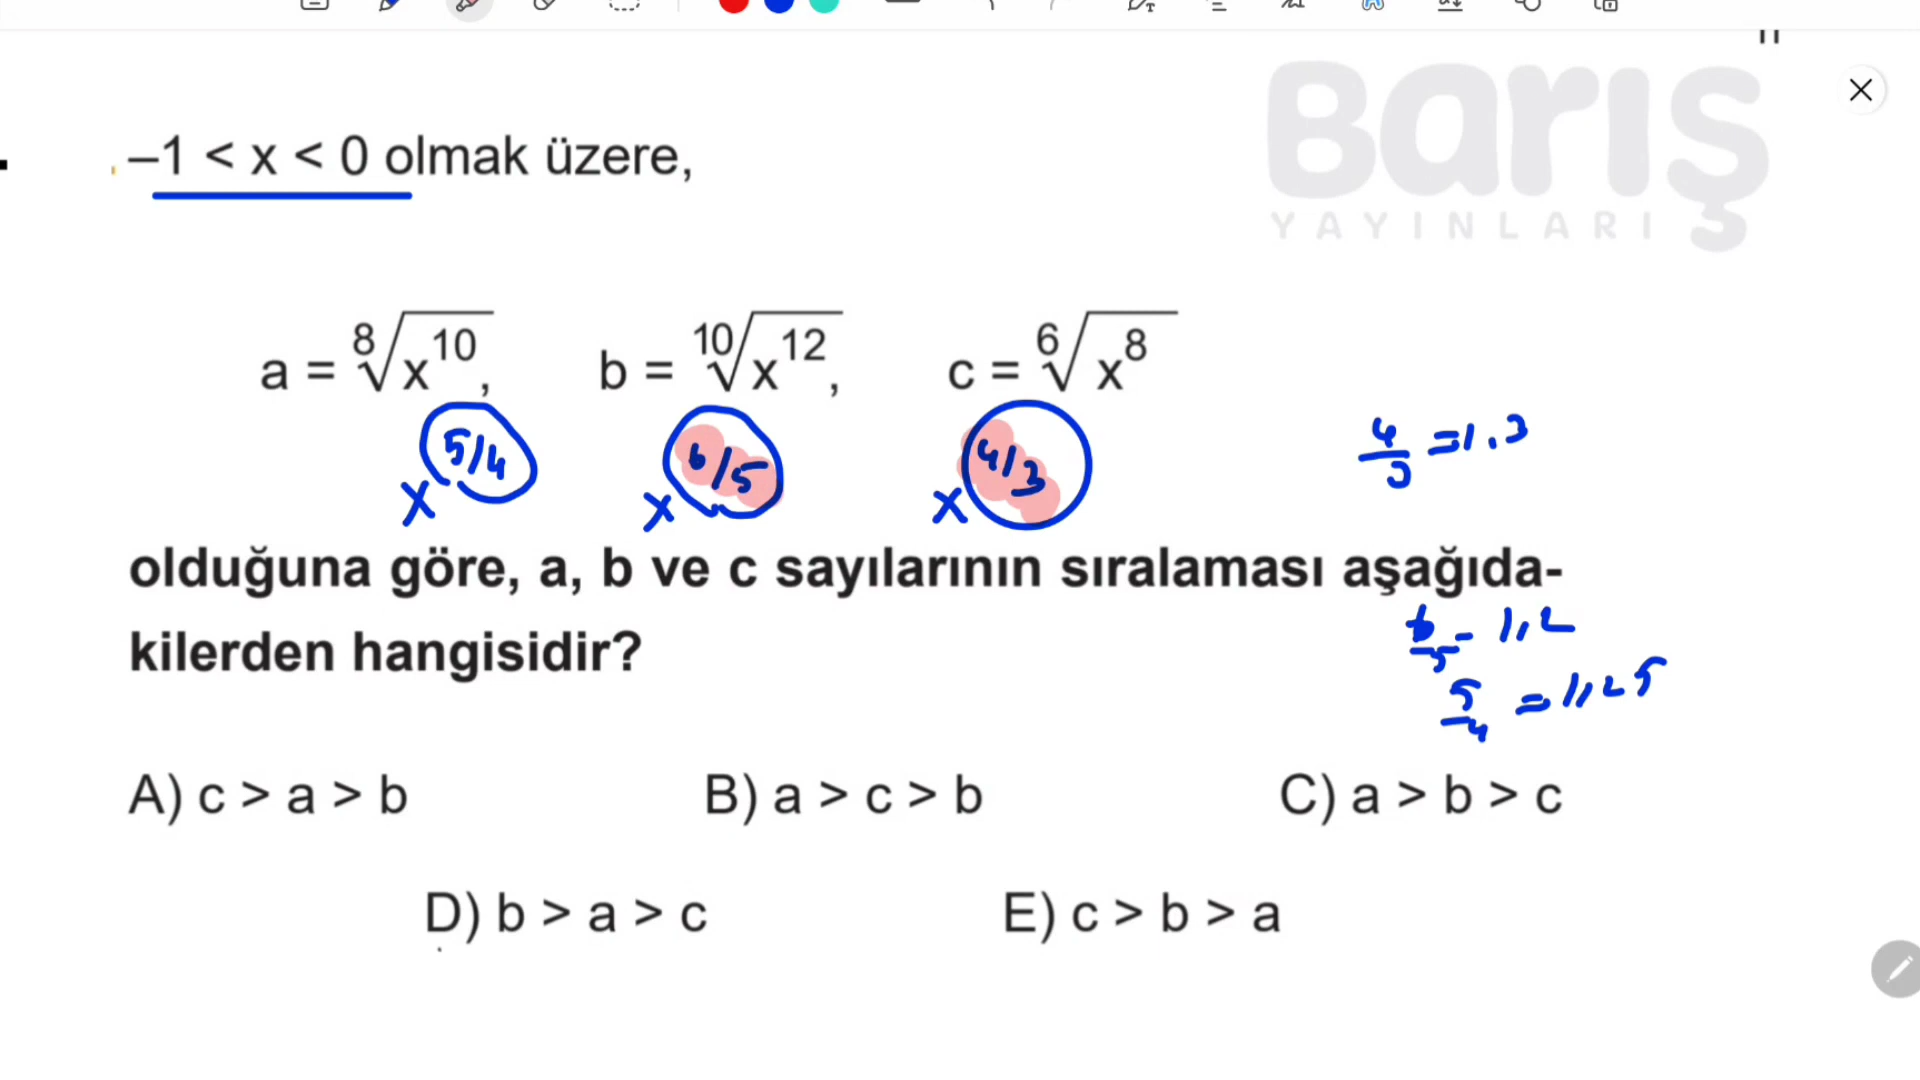 Barış
YAYINLARI
–1 < x < 0 olmak üzere,
a = ⁸√x¹⁰, b = ¹⁰√x¹², c = ⁶√x⁸
x^5/4 x^6/5 x^4/3
4/3 = 1.3
olduğuna göre, a, b ve c sayılarının sıralaması aşağıda-
6/5 = 1,2
kilerden hangisidir?
5/4 = 1,25
A) c > a > b B) a > c > b C) a > b > c
D) b > a > c E) c > b > a